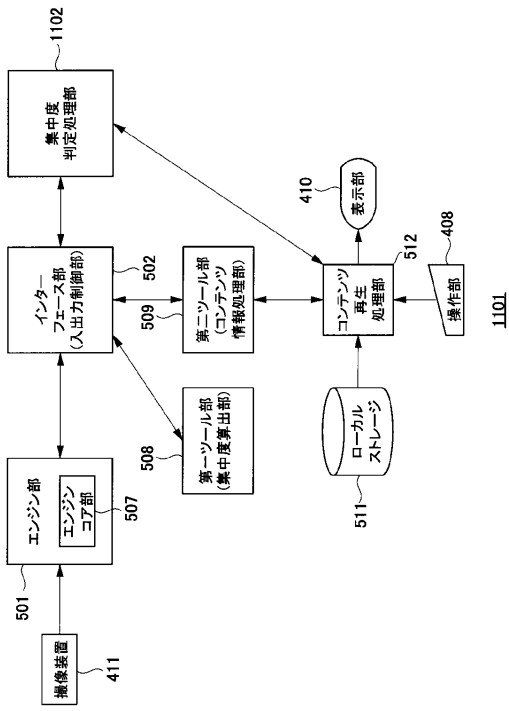 撮像装置
411
501
エンジン部
エンジン
コア部
507
インター
フェース部
(入出力制御部)
502
集中度
判定処理部
1102
508
第一ツール部
(集中度算出部)
509
第二ツール部
(コンテンツ
情報処理部)
ローカル
ストレージ
511
コンテンツ
再生
処理部
512
410
表示部
操作部
408
1101